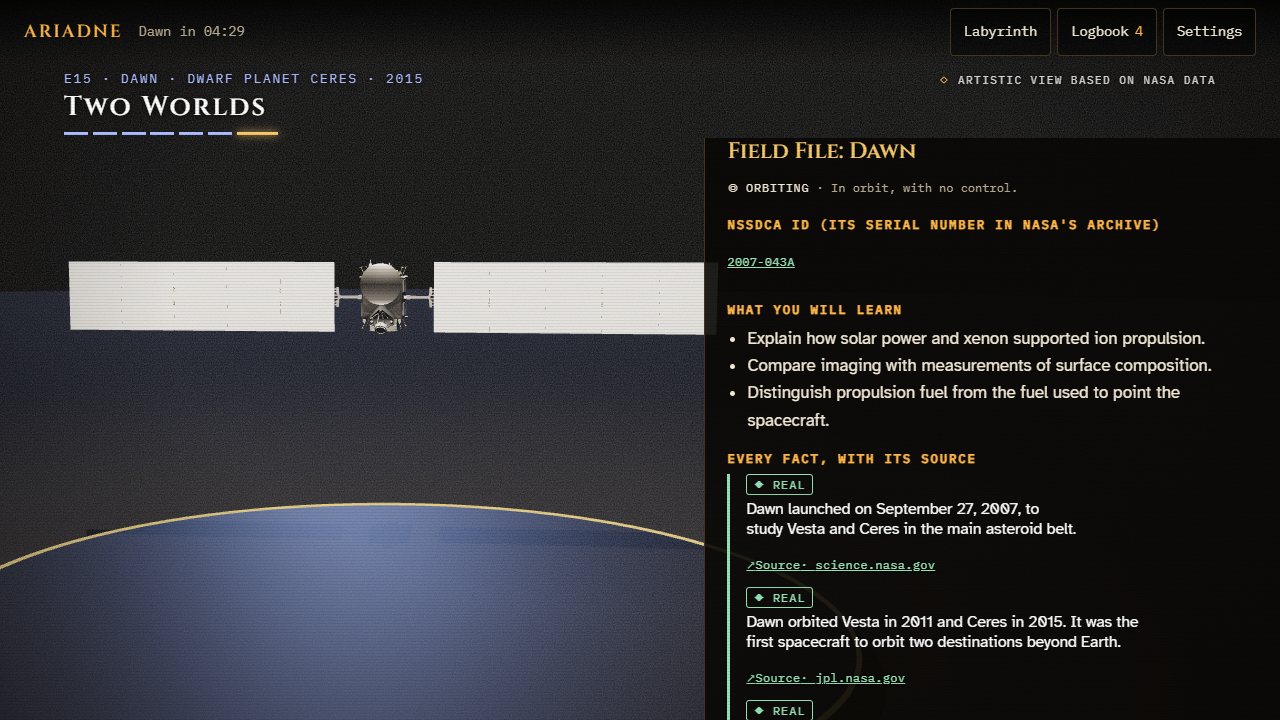 ARIADNE Dawn in 04:29 Labyrinth Logbook 4 Settings
E15 · DAWN · DWARF PLANET CERES · 2015
◇ ARTISTIC VIEW BASED ON NASA DATA
Two Worlds
Field File: Dawn
ORBITING · In orbit, with no control.
NSSDCA ID (ITS SERIAL NUMBER IN NASA'S ARCHIVE)
2007-043A
WHAT YOU WILL LEARN
• Explain how solar power and xenon supported ion propulsion.
• Compare imaging with measurements of surface composition.
• Distinguish propulsion fuel from the fuel used to point the
spacecraft.
EVERY FACT, WITH ITS SOURCE
◆ REAL
Dawn launched on September 27, 2007, to
study Vesta and Ceres in the main asteroid belt.
↗Source· science.nasa.gov
◆ REAL
Dawn orbited Vesta in 2011 and Ceres in 2015. It was the
first spacecraft to orbit two destinations beyond Earth.
↗Source· jpl.nasa.gov
◆ REAL